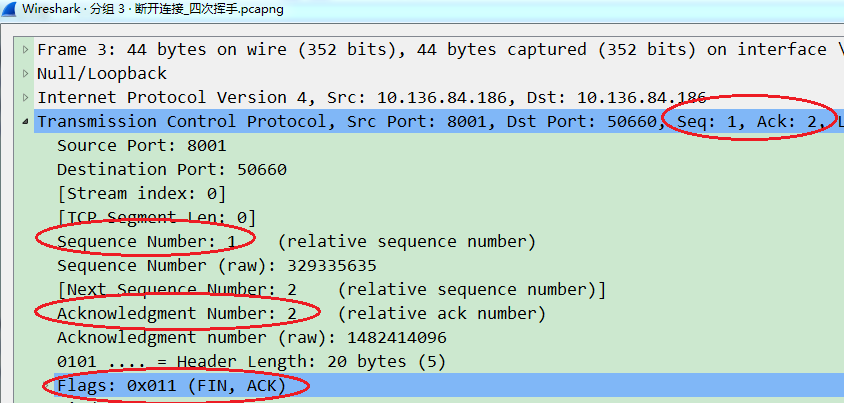 Wireshark · 分组 3 · 断开连接_四次挥手.pcapng
Frame 3: 44 bytes on wire (352 bits), 44 bytes captured (352 bits) on interface \
Null/Loopback
Internet Protocol Version 4, Src: 10.136.84.186, Dst: 10.136.84.186
Transmission Control Protocol, Src Port: 8001, Dst Port: 50660, Seq: 1, Ack: 2, L
Source Port: 8001
Destination Port: 50660
[Stream index: 0]
[TCP Segment Len: 0]
Sequence Number: 1 (relative sequence number)
Sequence Number (raw): 329335635
[Next Sequence Number: 2 (relative sequence number)]
Acknowledgment Number: 2 (relative ack number)
Acknowledgment number (raw): 1482414096
0101 .... = Header Length: 20 bytes (5)
Flags: 0x011 (FIN, ACK)